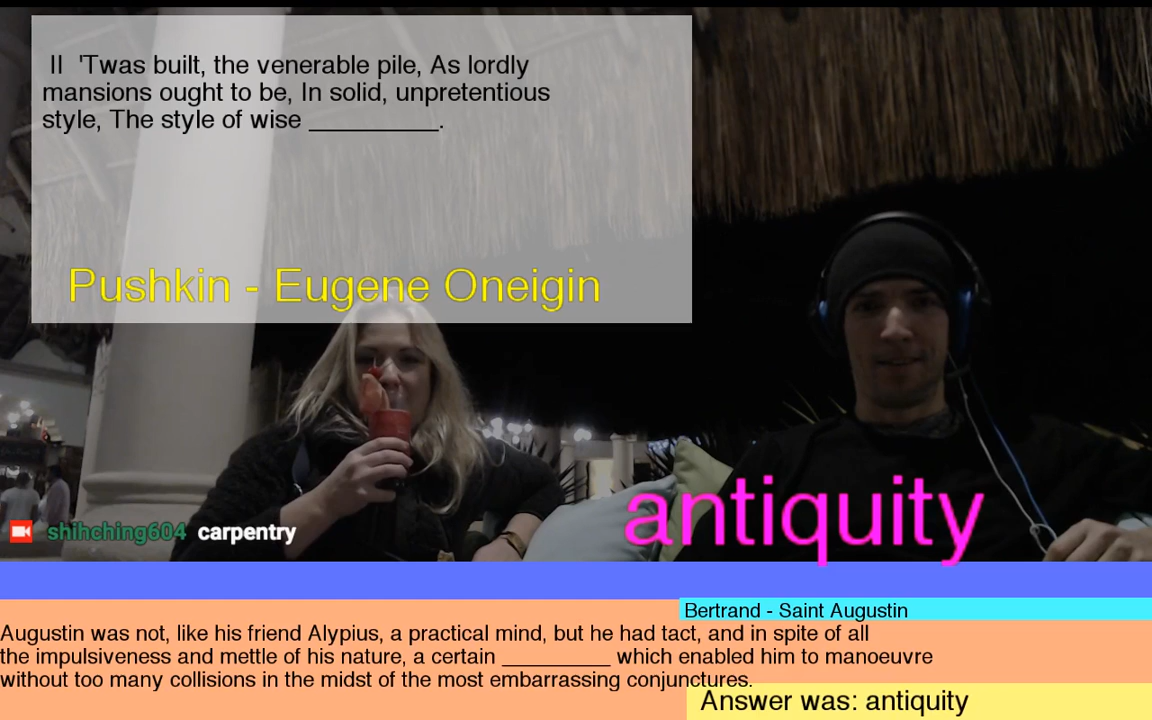 II 'Twas built, the venerable pile, As lordly
mansions ought to be, In solid, unpretentious
style, The style of wise __________.
Pushkin - Eugene Oneigin
antiquity
shihching604 carpentry
Bertrand - Saint Augustin
Augustin was not, like his friend Alypius, a practical mind, but he had tact, and in spite of all
the impulsiveness and mettle of his nature, a certain __________ which enabled him to manoeuvre
without too many collisions in the midst of the most embarrassing conjunctures.
Answer was: antiquity